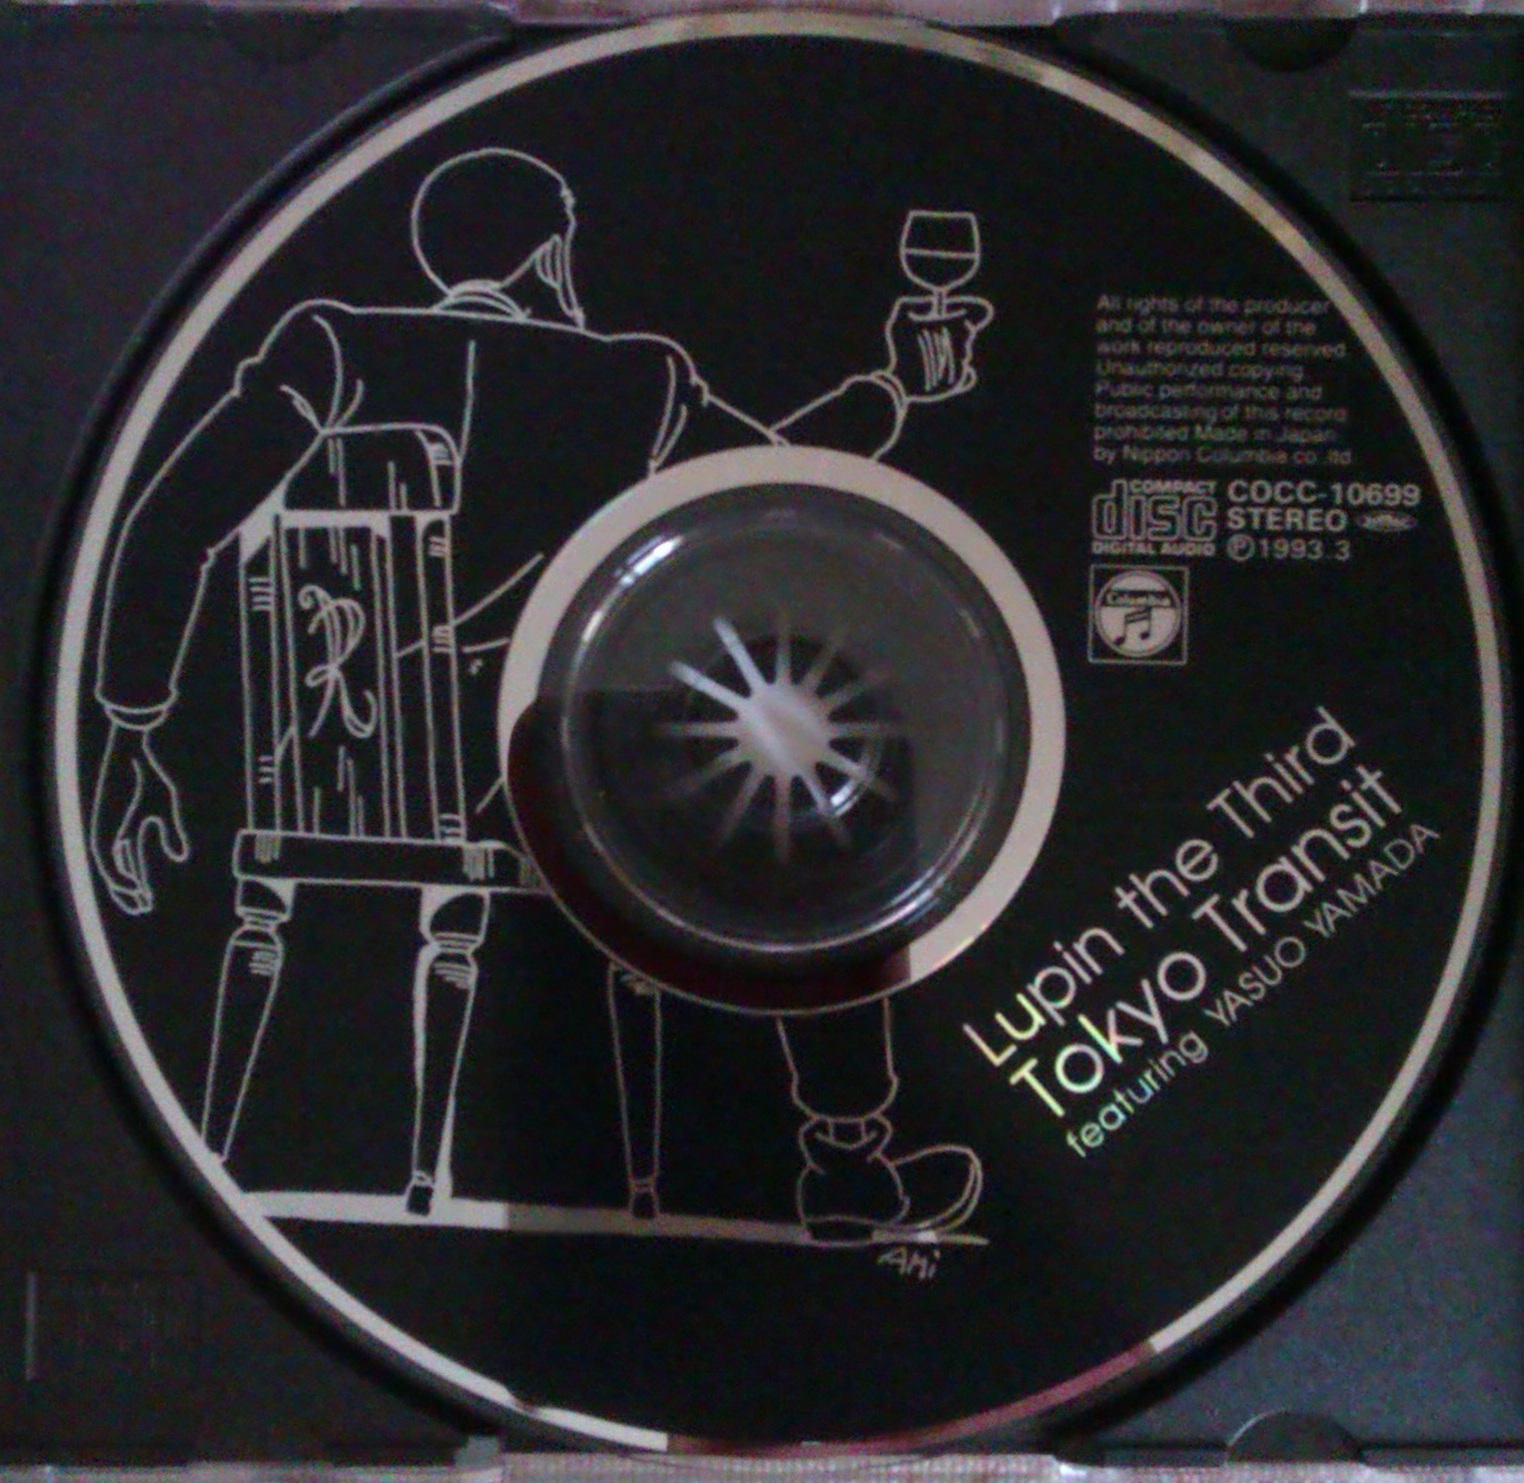 All rights of the producer
and of the owner of the
work reproduced reserved.
Unauthorized copying.
Public performance and
broadcasting of this record
prohibited Made in Japan
by Nippon Columbia co.,ltd
COMPACT
disc
DIGITAL AUDIO
COCC-10699
STEREO
Ⓟ1993.3
Columbia
R
Lupin the Third
Tokyo Transit
featuring YASUO YAMADA
AMi